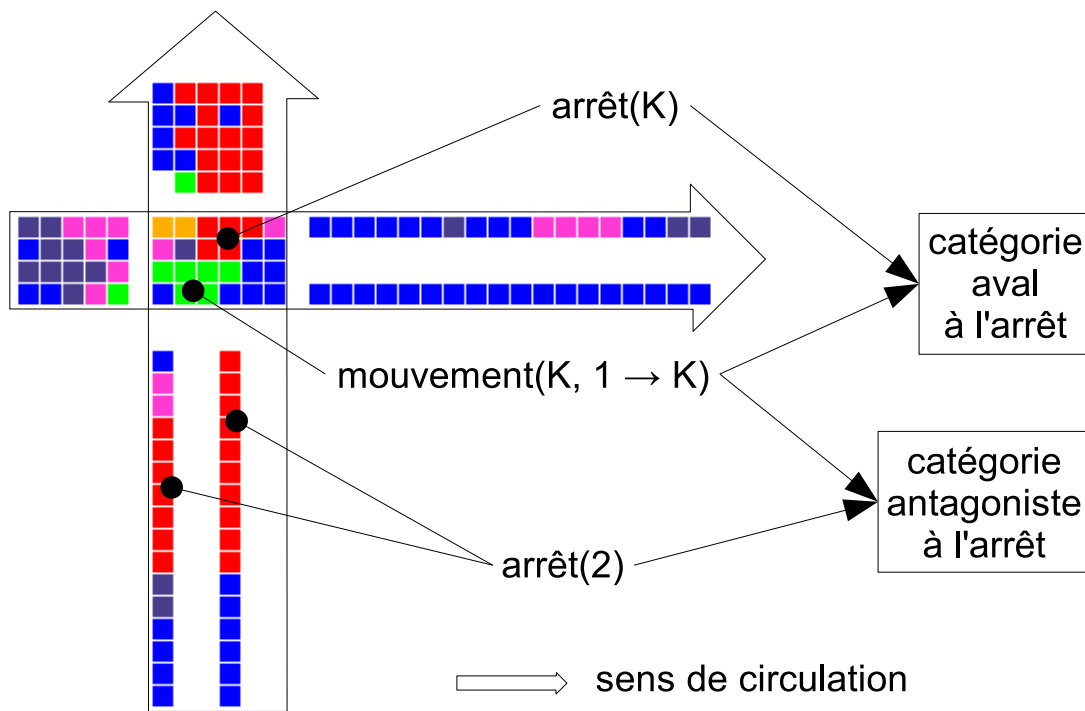 arrêt(K)
catégorie
aval
à l'arrêt
mouvement(K, 1 → K)
catégorie
antagoniste
à l'arrêt
arrêt(2)
sens de circulation